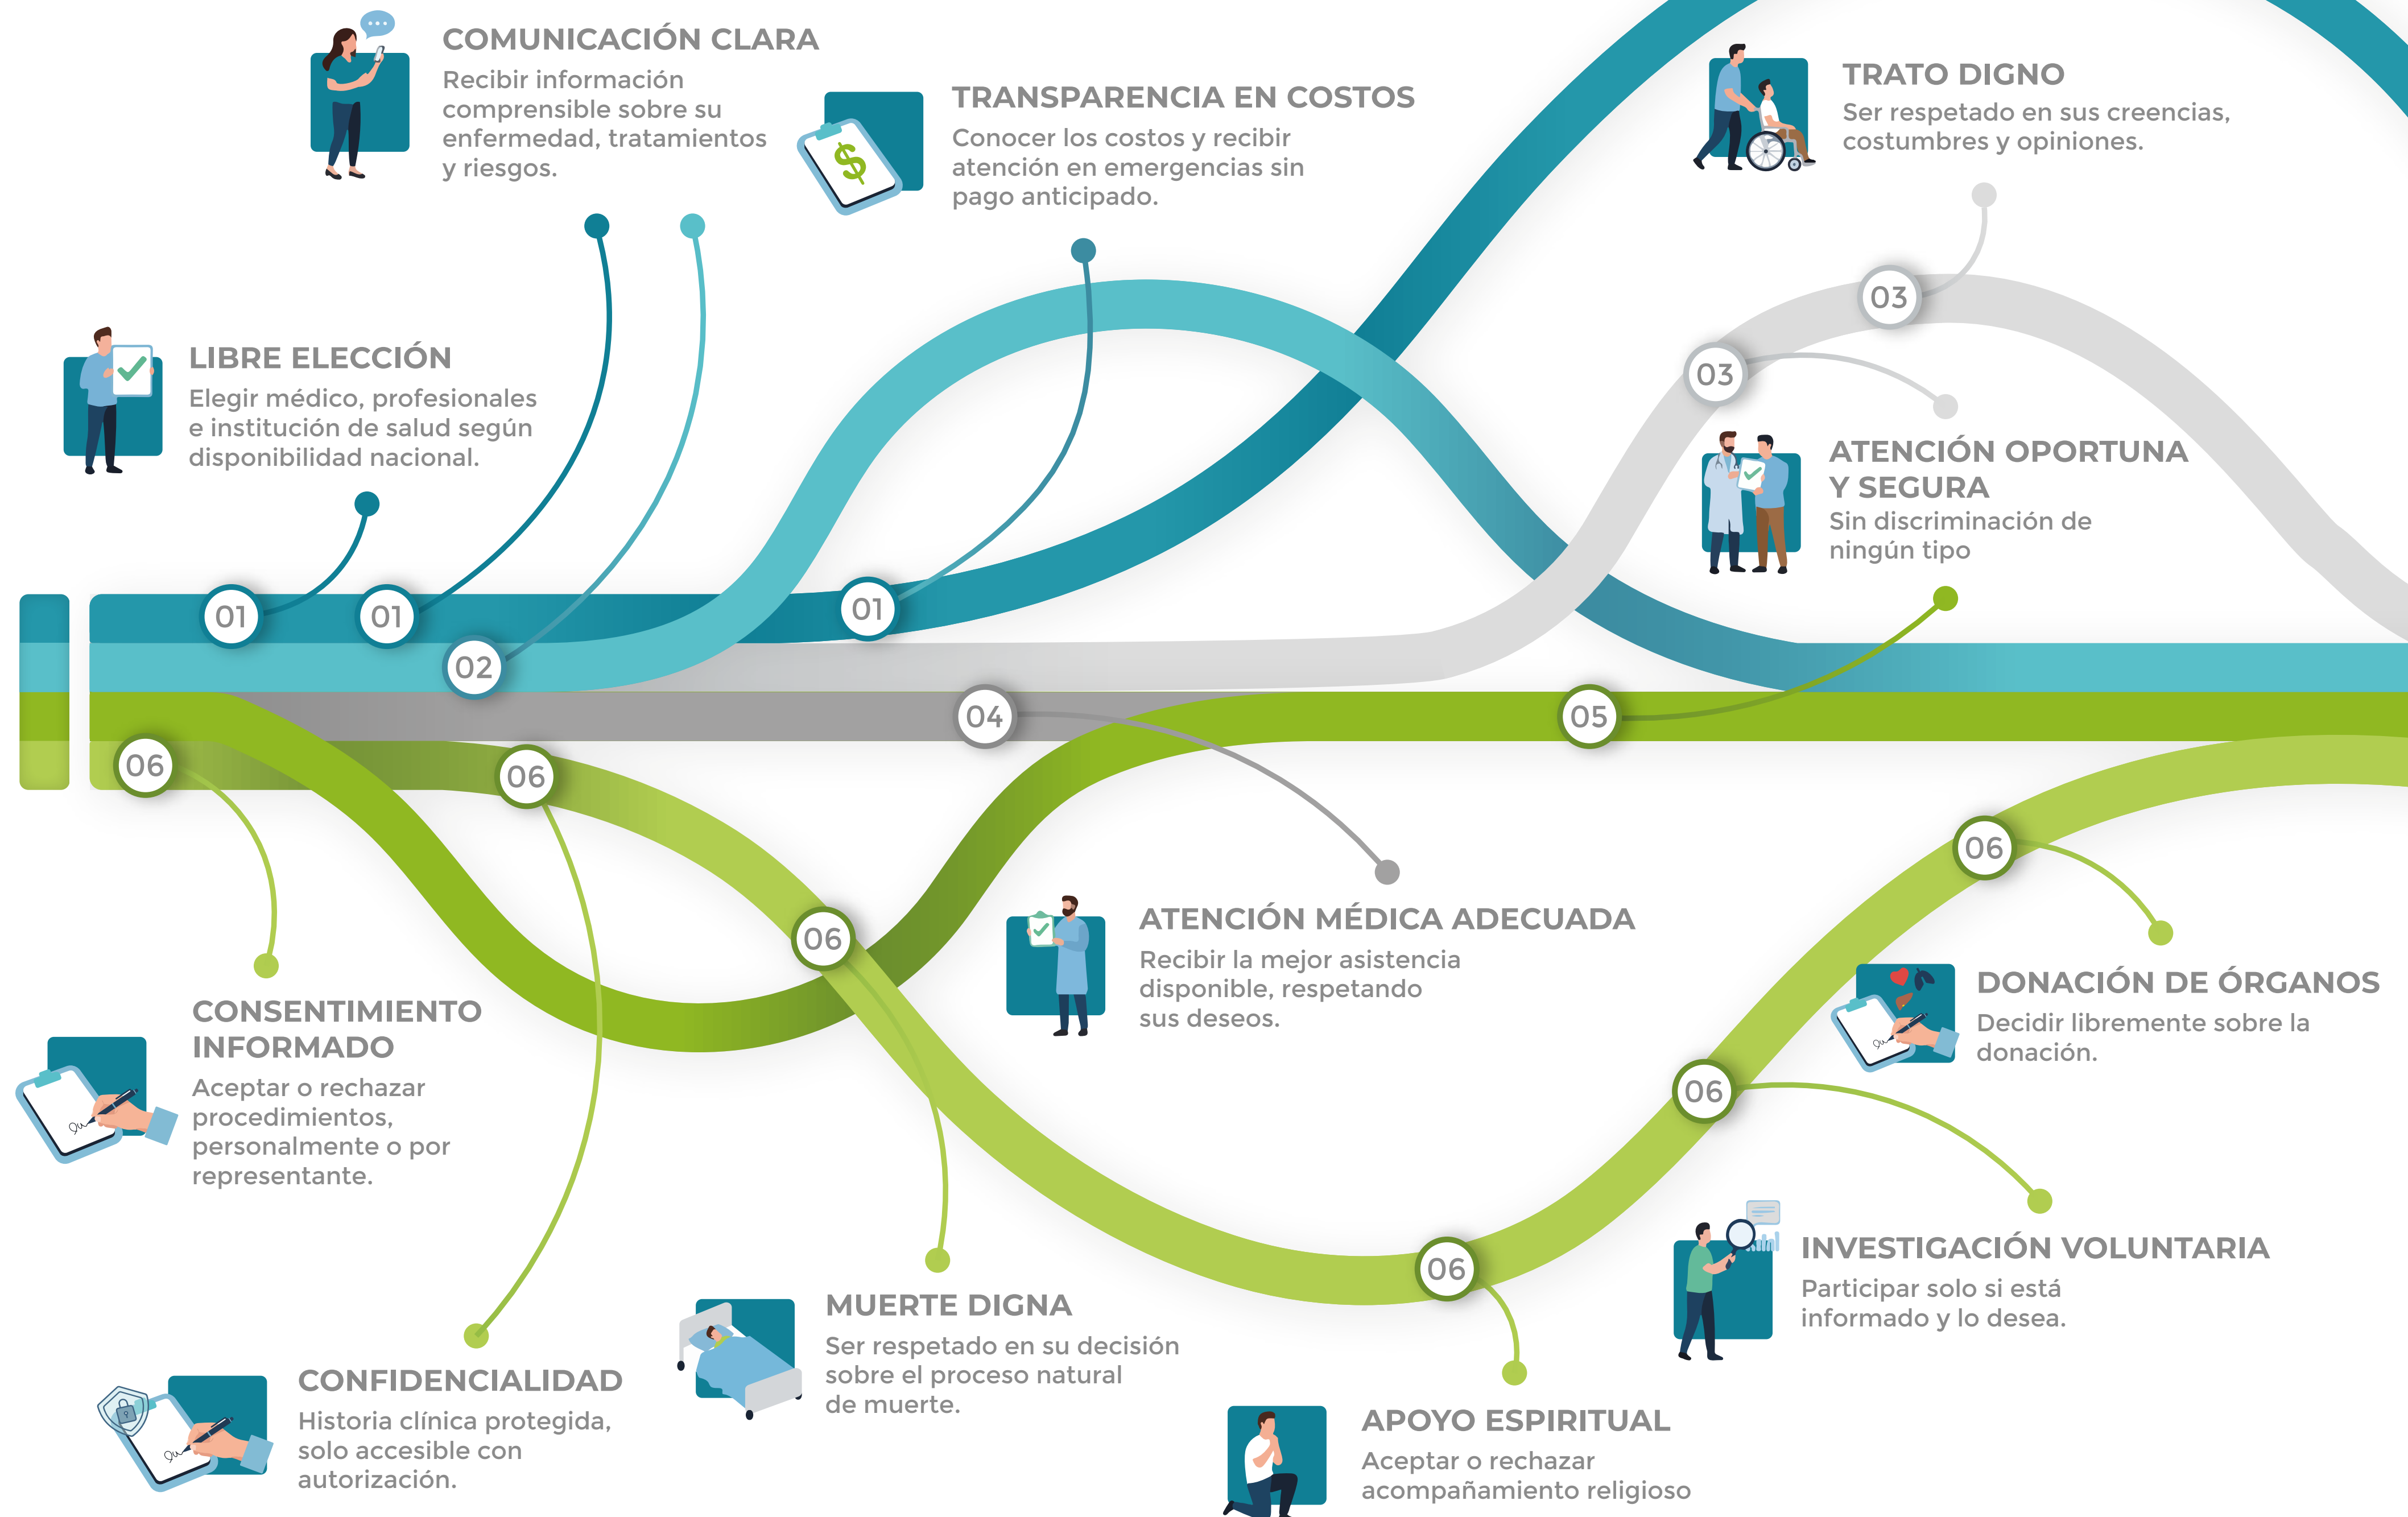 COMUNICACIÓN CLARA
Recibir información
comprensible sobre su
enfermedad, tratamientos
y riesgos.
TRANSPARENCIA EN COSTOS
Conocer los costos y recibir
atención en emergencias sin
pago anticipado.
$
TRATO DIGNO
Ser respetado en sus creencias,
costumbres y opiniones.
LIBRE ELECCIÓN
Elegir médico, profesionales
e institución de salud según
disponibilidad nacional.
03
03
ATENCIÓN OPORTUNA
Y SEGURA
Sin discriminación de
ningún tipo
01
01
01
02
04
05
06
06
06
06
ATENCIÓN MÉDICA ADECUADA
Recibir la mejor asistencia
disponible, respetando
sus deseos.
DONACIÓN DE ÓRGANOS
Decidir libremente sobre la
donación.
CONSENTIMIENTO
INFORMADO
Aceptar o rechazar
procedimientos,
personalmente o por
representante.
06
06
INVESTIGACIÓN VOLUNTARIA
Participar solo si está
informado y lo desea.
MUERTE DIGNA
Ser respetado en su decisión
sobre el proceso natural
de muerte.
CONFIDENCIALIDAD
Historia clínica protegida,
solo accesible con
autorización.
APOYO ESPIRITUAL
Aceptar o rechazar
acompañamiento religioso